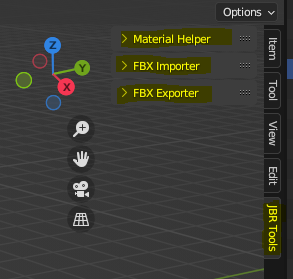 Options
Material Helper
FBX Importer
FBX Exporter
Z
Y
X
Item
Tool
View
Edit
JBR Tools